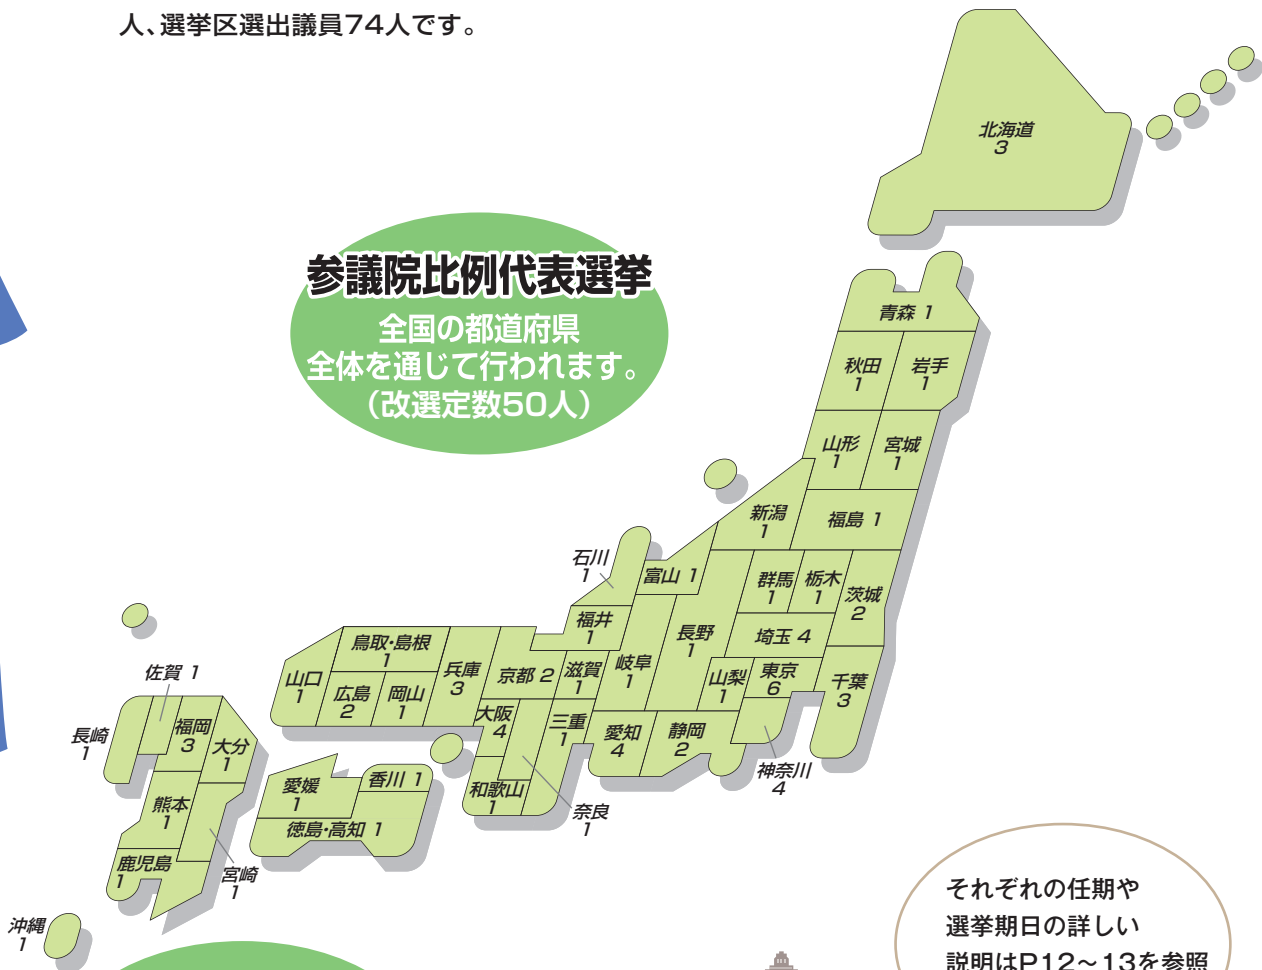 人、選挙区選出議員74人です。
北海道
3
参議院比例代表選挙
全国の都道府県
全体を通じて行われます。
（改選定数50人）
青森 1
秋田
1
岩手
1
山形
1
宮城
1
新潟
1
福島 1
石川
1
富山 1
群馬
1
栃木
1
茨城
2
福井
1
長野
1
埼玉 4
鳥取・島根
1
兵庫
3
京都 2
滋賀
1
岐阜
1
山梨
1
東京
6
千葉
3
山口
1
広島
2
岡山
1
大阪
4
三重
1
愛知
4
静岡
2
神奈川
4
佐賀 1
長崎
1
福岡
3
大分
1
愛媛
1
香川 1
和歌山
1
奈良
1
熊本
1
徳島・高知 1
鹿児島
1
宮崎
1
沖縄
1
それぞれの任期や
選挙期日の詳しい
説明はP12～13を参照